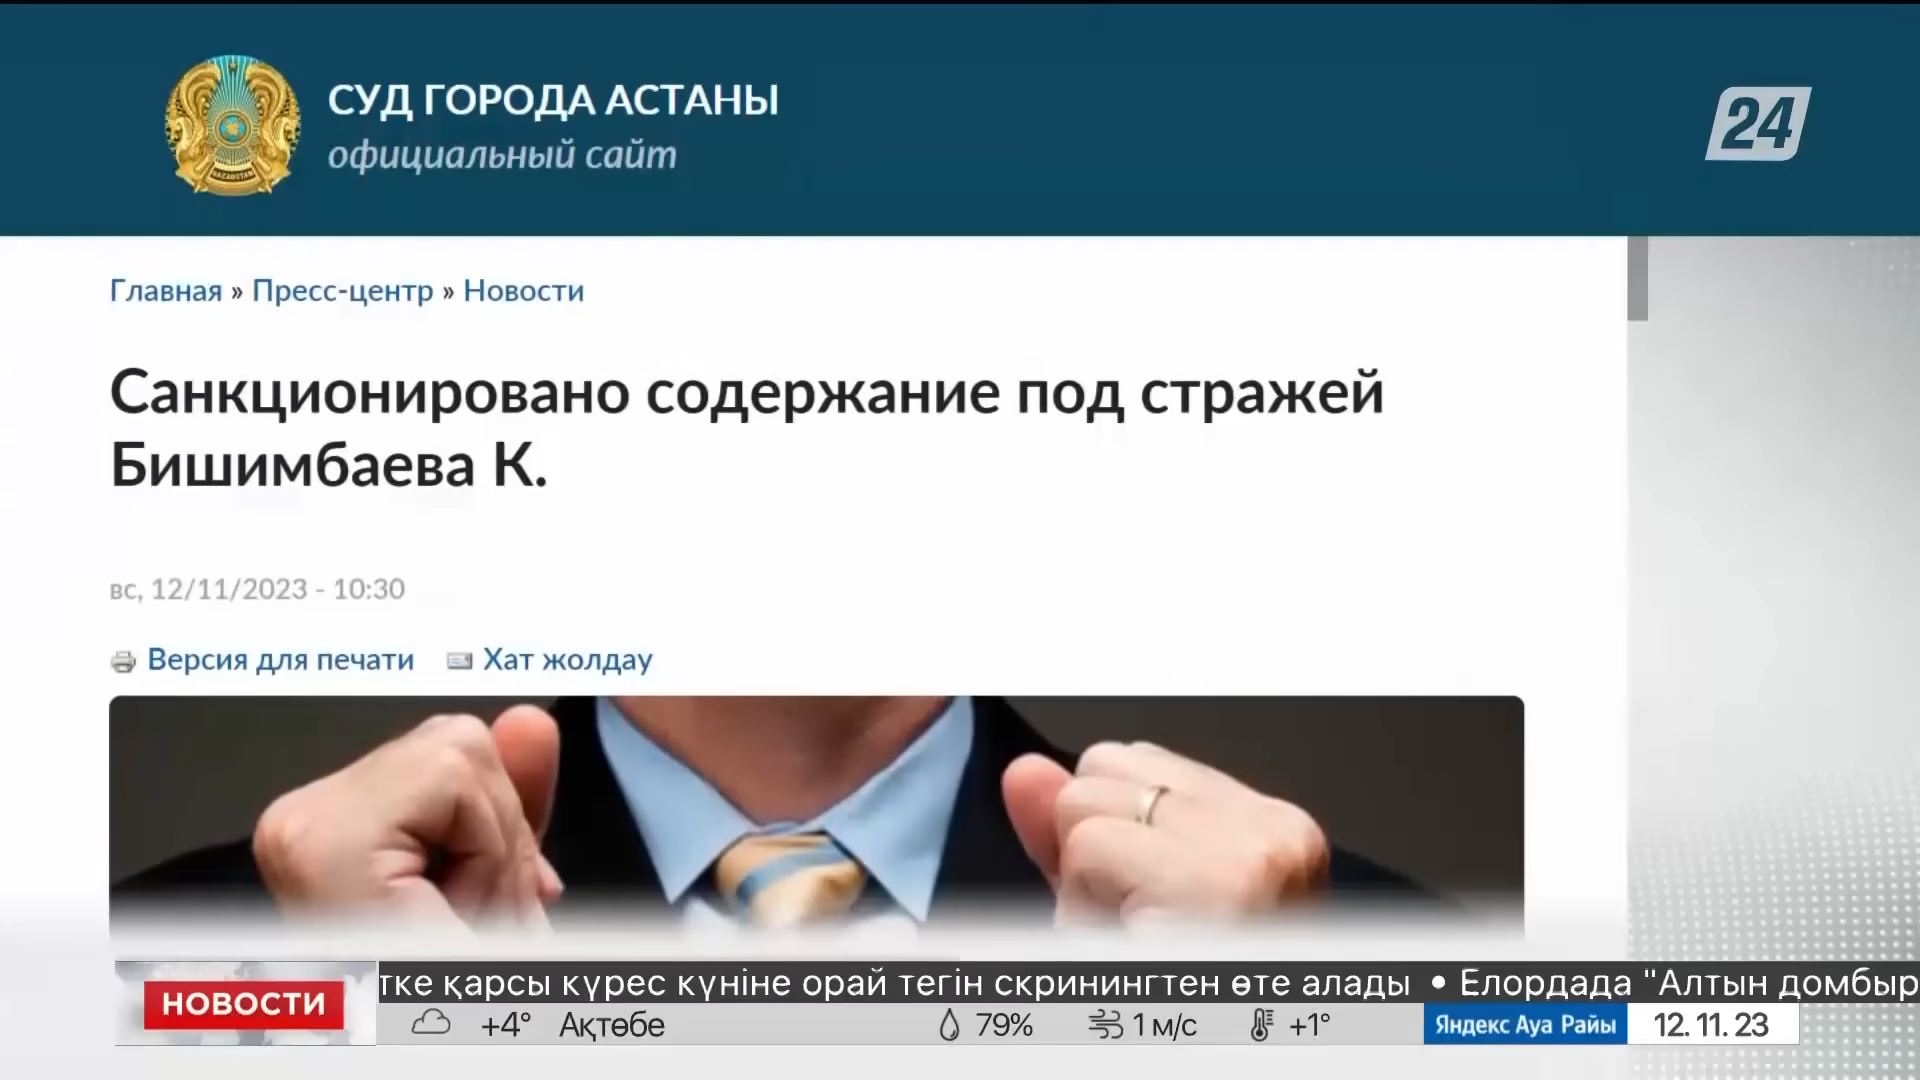 СУД ГОРОДА АСТАНЫ
официальный сайт
24
Главная » Пресс-центр » Новости
Санкционировано содержание под стражей
Бишимбаева К.
вс, 12/11/2023 - 10:30
Версия для печати Хат жолдау
НОВОСТИ
тке қарсы күрес күніне орай тегін скринингтен өте алады • Елордада "Алтын домбыр
+4° Ақтөбе 79% 1 м/с +1° Яндекс Ауа Райы 12.11.23